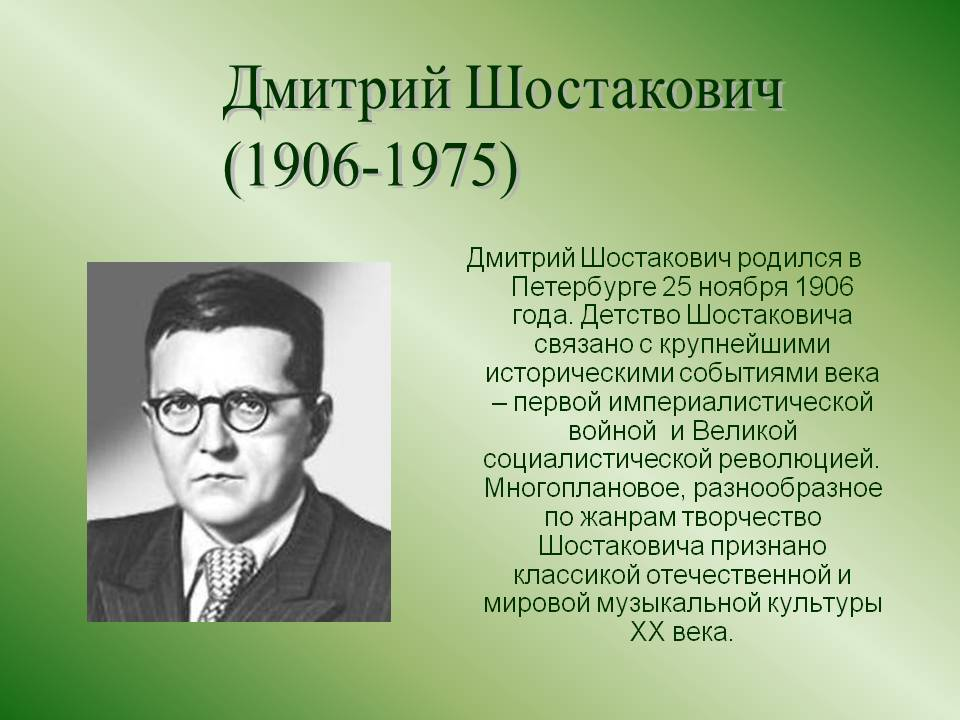 Дмитрий Шостакович
(1906-1975)
Дмитрий Шостакович родился в
Петербурге 25 ноября 1906
года. Детство Шостаковича
связано с крупнейшими
историческими событиями века
– первой империалистической
войной  и Великой
социалистической революцией.
Многоплановое, разнообразное
по жанрам творчество
Шостаковича признано
классикой отечественной и
мировой музыкальной культуры
XX века.